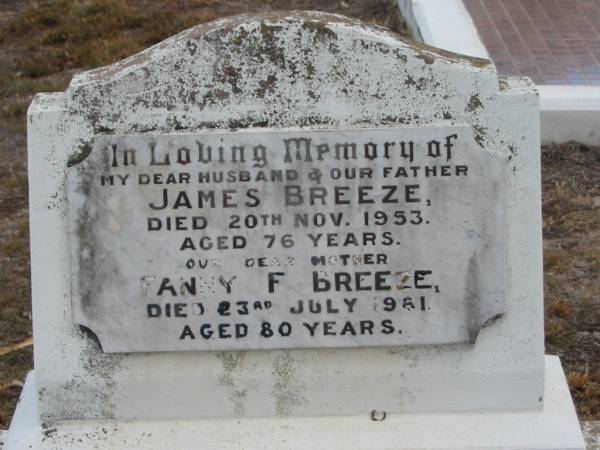 In Loving Memory of
MY DEAR HUSBAND & OUR FATHER
JAMES BREEZE,
DIED 20TH NOV. 1953.
AGED 76 YEARS.
OUR DEAR MOTHER
FANNY F BREEZE,
DIED 23RD JULY 1961.
AGED 80 YEARS.